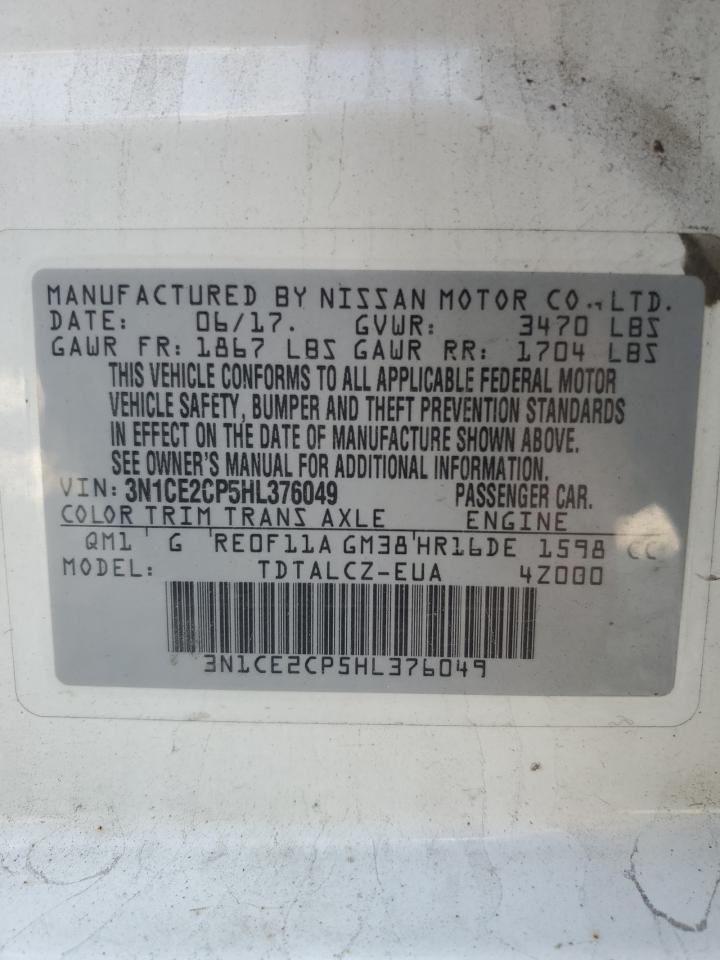 MANUFACTURED BY NISSAN MOTOR CO., LTD.
DATE: 06/17. GVWR: 3470 LBS
GAWR FR: 1867 LBS GAWR RR: 1704 LBS
THIS VEHICLE CONFORMS TO ALL APPLICABLE FEDERAL MOTOR
VEHICLE SAFETY, BUMPER AND THEFT PREVENTION STANDARDS
IN EFFECT ON THE DATE OF MANUFACTURE SHOWN ABOVE.
SEE OWNER'S MANUAL FOR ADDITIONAL INFORMATION.
VIN: 3N1CE2CP5HL376049 PASSENGER CAR.
COLOR TRIM TRANS AXLE ENGINE
QM1 G RE0F11A GM38 HR16DE 1598 CC
MODEL: TDTALCZ-EUA 4Z000
3N1CE2CP5HL376049